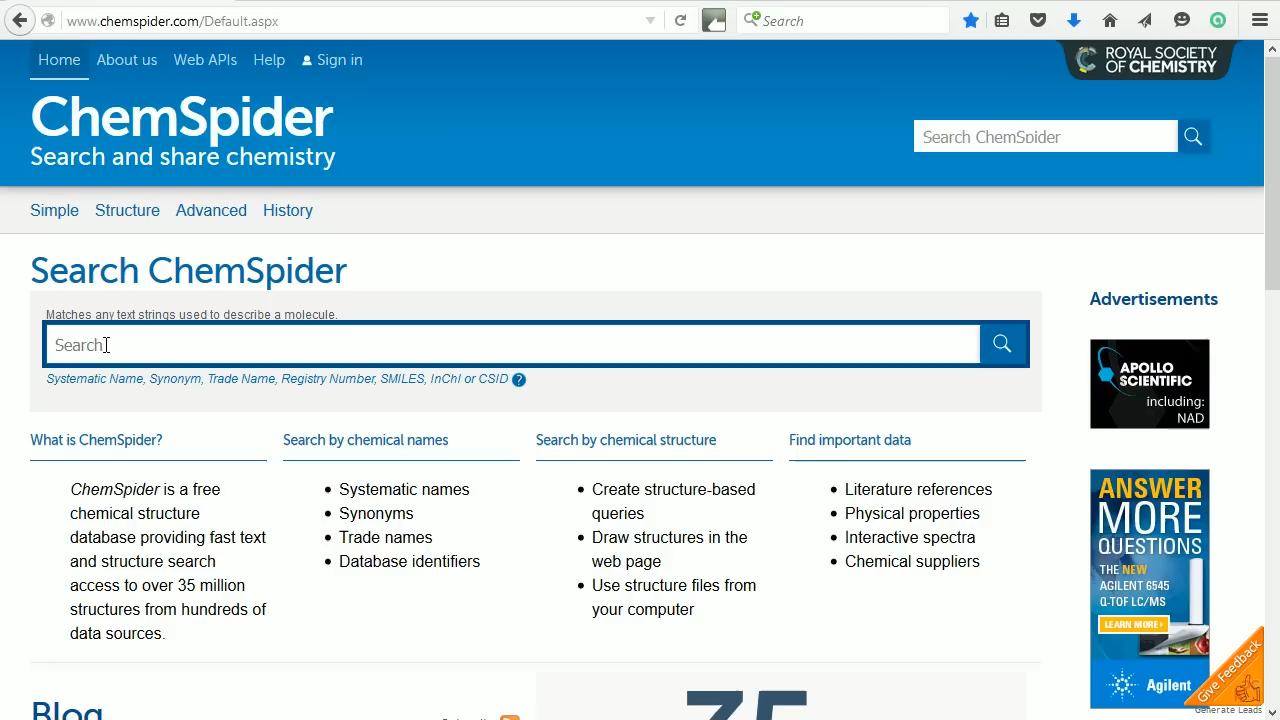 www.chemspider.com/Default.aspx
Search
Home About us Web APIs Help Sign in
ROYAL SOCIETY
OF CHEMISTRY
ChemSpider
Search and share chemistry
Search ChemSpider
Simple Structure Advanced History
Search ChemSpider
Matches any text strings used to describe a molecule.
Search
Systematic Name, Synonym, Trade Name, Registry Number, SMILES, InChI or CSID ?
What is ChemSpider?
ChemSpider is a free
chemical structure
database providing fast text
and structure search
access to over 35 million
structures from hundreds of
data sources.
Search by chemical names
• Systematic names
• Synonyms
• Trade names
• Database identifiers
Search by chemical structure
• Create structure-based
queries
• Draw structures in the
web page
• Use structure files from
your computer
Find important data
• Literature references
• Physical properties
• Interactive spectra
• Chemical suppliers
Advertisements
APOLLO
SCIENTIFIC
including:
NAD
ANSWER
MORE
QUESTIONS
THE NEW
AGILENT 6545
Q-TOF LC/MS
LEARN MORE
Agilent
Give Feedback
Generate Leads
Blog
35